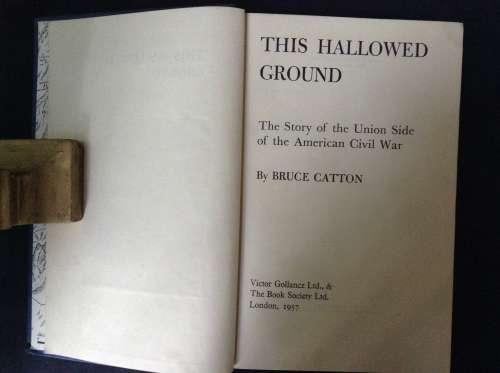 THIS HALLOWED
GROUND
The Story of the Union Side
of the American Civil War
By BRUCE CATTON
Victor Gollancz Ltd., &
The Book Society Ltd.
London, 1957